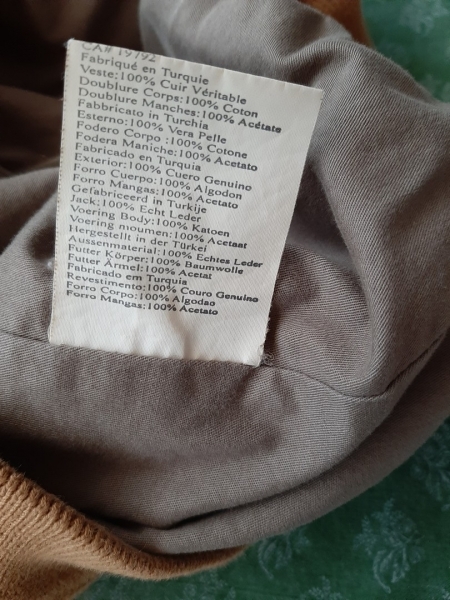 CA# 19792
Fabriqué en Turquie
Veste:100% Cuir Véritable
Doublure Corps:100% Coton
Doublure Manches:100% Acétate
Fabbricato in Turchia
Esterno:100% Vera Pelle
Fodero Corpo :100% Cotone
Fodera Maniche:100% Acetato
Fabricado en Turquia
Exterior:100% Cuero Genuino
Forro Cuerpo:100% Algodon
Forro Mangas:100% Acetato
Gefabriceerd in Turkije
Jack:100% Echt Leder
Voering Body:100% Katoen
Voering moumen:100% Acetaat
Hergestellt in der Türkei
Aussenmaterial:100% Echtes Leder
Futter Körper:100% Baumwolle
Futter Ärmel:100% Acetat
Fabricado em Turquia
Revestimento:100% Couro Genuino
Forro Corpo:100% Algodao
Forro Mangas:100% Acetato